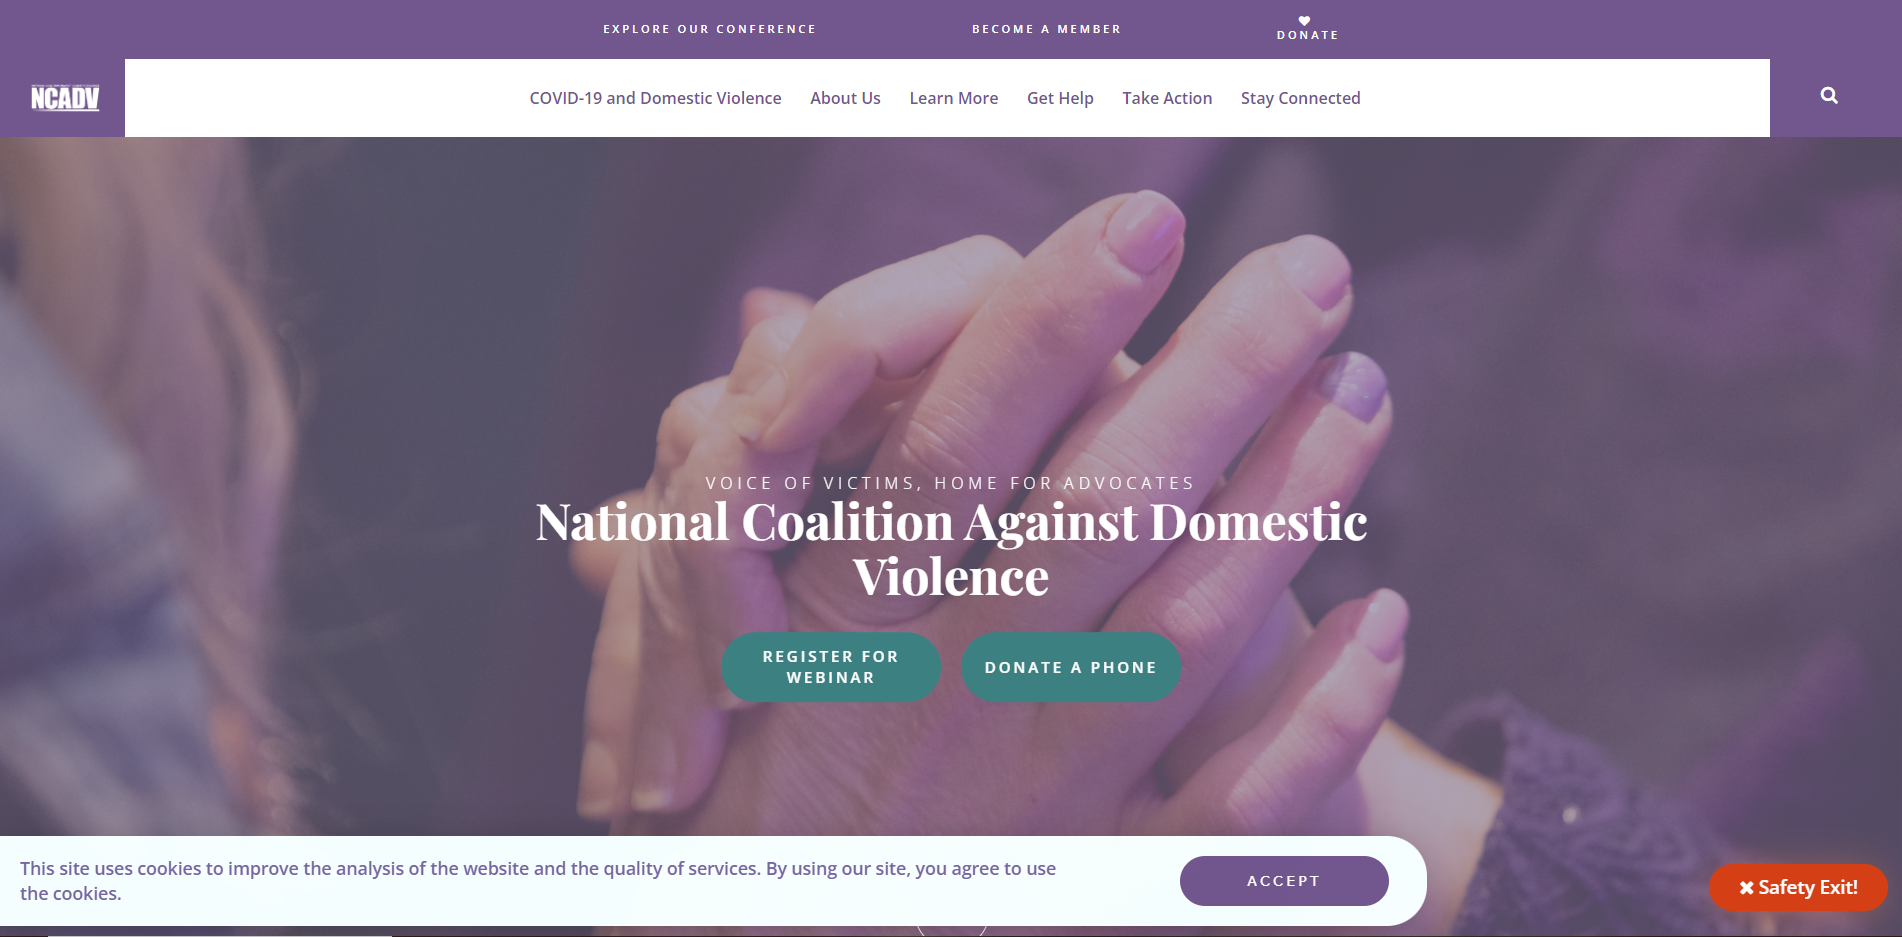 EXPLORE OUR CONFERENCE
BECOME A MEMBER
DONATE
NCADV
COVID-19 and Domestic Violence
About Us
Learn More
Get Help
Take Action
Stay Connected
VOICE OF VICTIMS, HOME FOR ADVOCATES
National Coalition Against Domestic
Violence
REGISTER FOR
WEBINAR
DONATE A PHONE
This site uses cookies to improve the analysis of the website and the quality of services. By using our site, you agree to use
the cookies.
ACCEPT
Safety Exit!